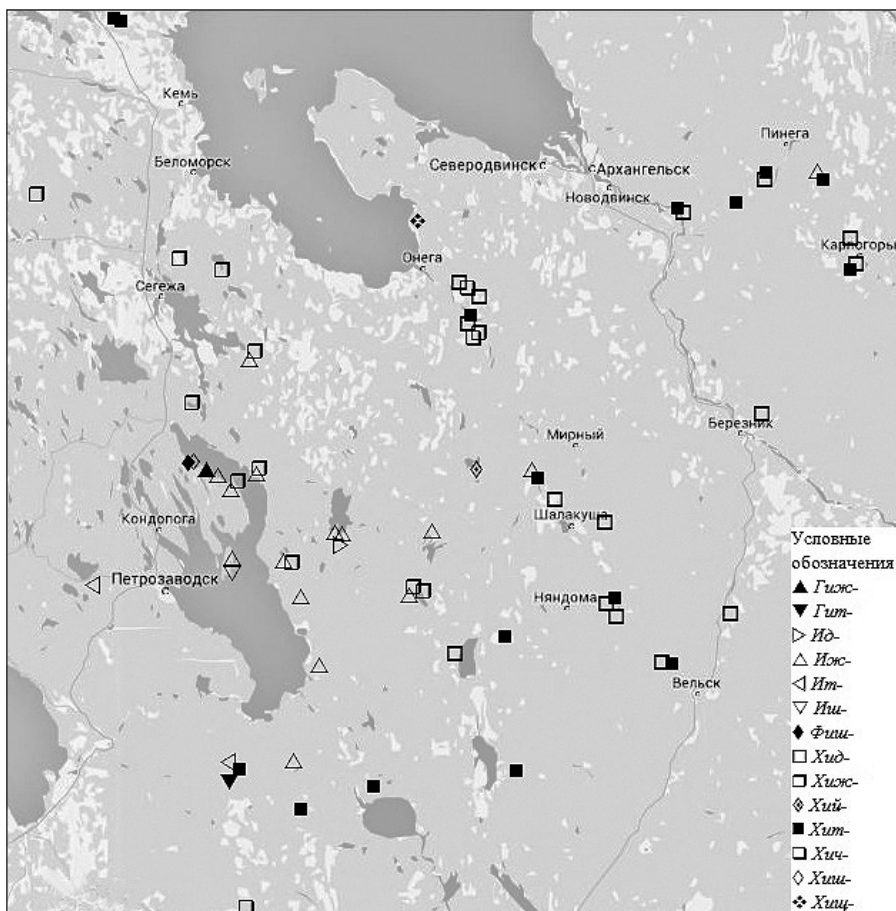 Кемь
Беломорск
Пинега
Северодвинск
Архангельск
Новодвинск
Карпогоры
Онега
Сегежа
Березник
Мирный
Кондопога
Шалакуша
Петрозаводск
Няндома
Вельск
Условные
обозначения
Гиж-
Гит-
Ид-
Иж-
Ит-
Иш-
Фиш-
Хид-
Хиж-
Хий-
Хит-
Хич-
Хиш-
Хищ-